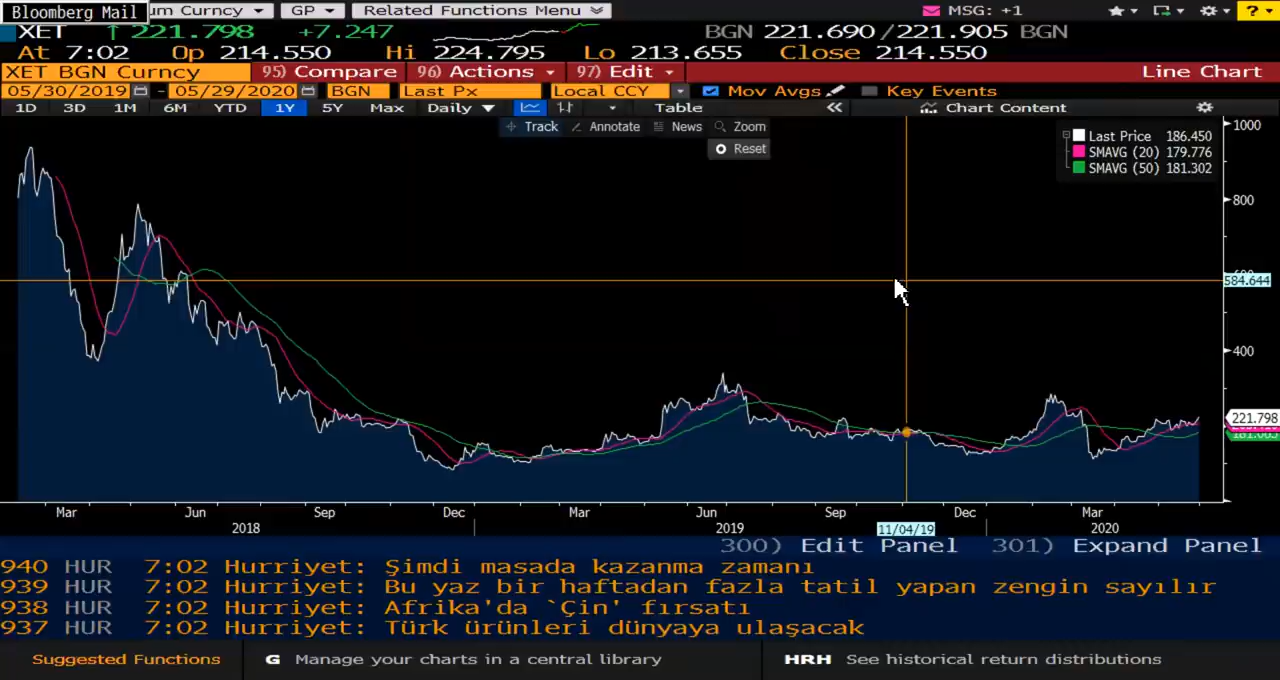 Bloomberg Mail um Curncy GP Related Functions Menu MSG: +1 ?
XET ↑ 221.798 +7.247 BGN 221.690/221.905 BGN
At 7:02 Op 214.550 Hi 224.795 Lo 213.655 Close 214.550
XET BGN Curncy 95) Compare 96) Actions 97) Edit Line Chart
05/30/2019 - 05/29/2020 BGN Last Px Local CCY Mov Avgs Key Events
1D 3D 1M 6M YTD 1Y 5Y Max Daily Table Chart Content
Track Annotate News Zoom
Reset
Last Price 186.450
SMAVG (20) 179.776
SMAVG (50) 181.302
1000
800
584.644
400
221.798
Mar Jun Sep Dec Mar Jun Sep Dec Mar
2018 2019 11/04/19 2020
300) Edit Panel 301) Expand Panel
940 HUR 7:02 Hurriyet: Şimdi masada kazanma zamanı
939 HUR 7:02 Hurriyet: Bu yaz bir haftadan fazla tatil yapan zengin sayılır
938 HUR 7:02 Hurriyet: Afrika'da `Çin' fırsatı
937 HUR 7:02 Hurriyet: Türk ürünleri dünyaya ulaşacak
Suggested Functions G Manage your charts in a central library HRH See historical return distributions